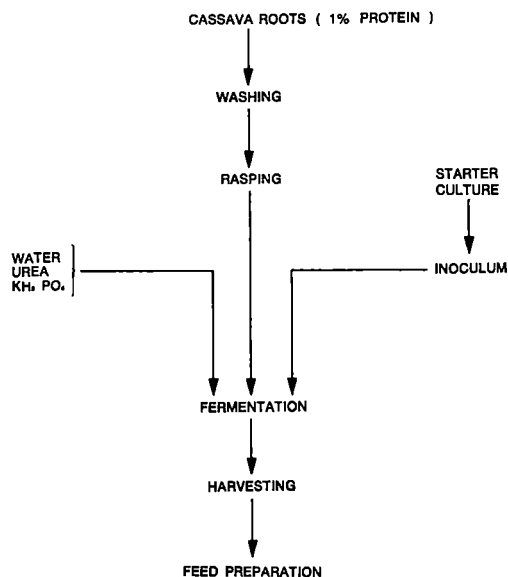 CASSAVA ROOTS ( 1% PROTEIN )
WASHING
RASPING
STARTER
CULTURE
WATER
UREA
KH₂ PO₄
INOCULUM
FERMENTATION
HARVESTING
FEED PREPARATION